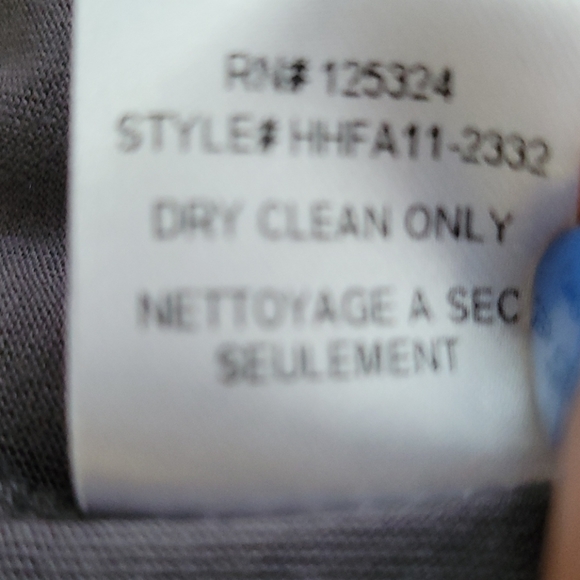 RN# 125324
STYLE# HHFA11-2332
DRY CLEAN ONLY
NETTOYAGE A SEC
SEULEMENT